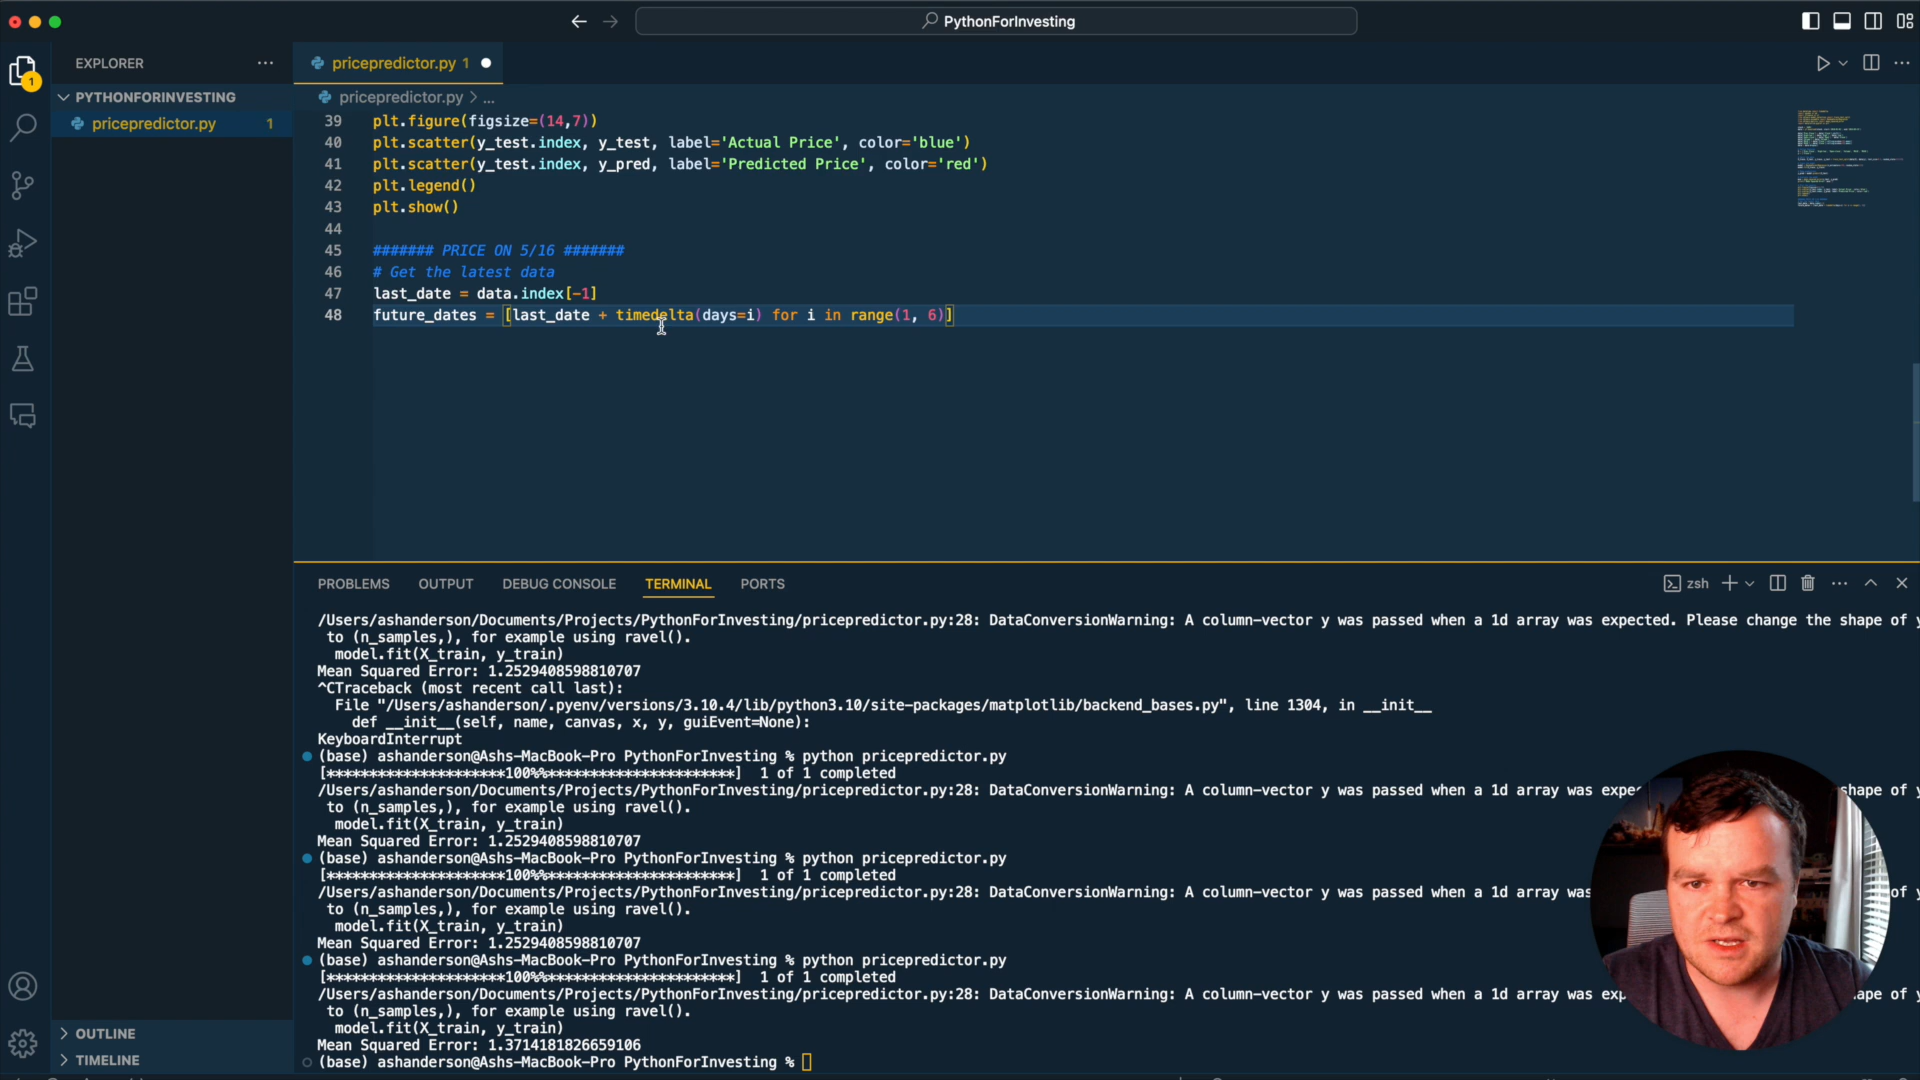 PythonForInvesting
EXPLORER
PYTHONFORINVESTING
pricepredictor.py 1
1
pricepredictor.py 1
pricepredictor.py > ...
39 plt.figure(figsize=(14,7))
40 plt.scatter(y_test.index, y_test, label='Actual Price', color='blue')
41 plt.scatter(y_test.index, y_pred, label='Predicted Price', color='red')
42 plt.legend()
43 plt.show()
44
45 ####### PRICE ON 5/16 #######
46 # Get the latest data
47 last_date = data.index[-1]
48 future_dates = [last_date + timedelta(days=i) for i in range(1, 6)]
PROBLEMS OUTPUT DEBUG CONSOLE TERMINAL PORTS
zsh
/Users/ashanderson/Documents/Projects/PythonForInvesting/pricepredictor.py:28: DataConversionWarning: A column-vector y was passed when a 1d array was expected. Please change the shape of y
to (n_samples,), for example using ravel().
model.fit(X_train, y_train)
Mean Squared Error: 1.2529408598810707
^CTraceback (most recent call last):
File "/Users/ashanderson/.pyenv/versions/3.10.4/lib/python3.10/site-packages/matplotlib/backend_bases.py", line 1304, in __init__
def __init__(self, name, canvas, x, y, guiEvent=None):
KeyboardInterrupt
(base) ashanderson@Ashs-MacBook-Pro PythonForInvesting % python pricepredictor.py
[**********************100%%**********************] 1 of 1 completed
/Users/ashanderson/Documents/Projects/PythonForInvesting/pricepredictor.py:28: DataConversionWarning: A column-vector y was passed when a 1d array was expe shape of y
to (n_samples,), for example using ravel().
model.fit(X_train, y_train)
Mean Squared Error: 1.2529408598810707
(base) ashanderson@Ashs-MacBook-Pro PythonForInvesting % python pricepredictor.py
[**********************100%%**********************] 1 of 1 completed
/Users/ashanderson/Documents/Projects/PythonForInvesting/pricepredictor.py:28: DataConversionWarning: A column-vector y was passed when a 1d array was of y
to (n_samples,), for example using ravel().
model.fit(X_train, y_train)
Mean Squared Error: 1.2529408598810707
(base) ashanderson@Ashs-MacBook-Pro PythonForInvesting % python pricepredictor.py
[**********************100%%**********************] 1 of 1 completed
/Users/ashanderson/Documents/Projects/PythonForInvesting/pricepredictor.py:28: DataConversionWarning: A column-vector y was passed when a 1d array was exp ape of y
to (n_samples,), for example using ravel().
model.fit(X_train, y_train)
Mean Squared Error: 1.3714181826659106
(base) ashanderson@Ashs-MacBook-Pro PythonForInvesting %
OUTLINE
TIMELINE